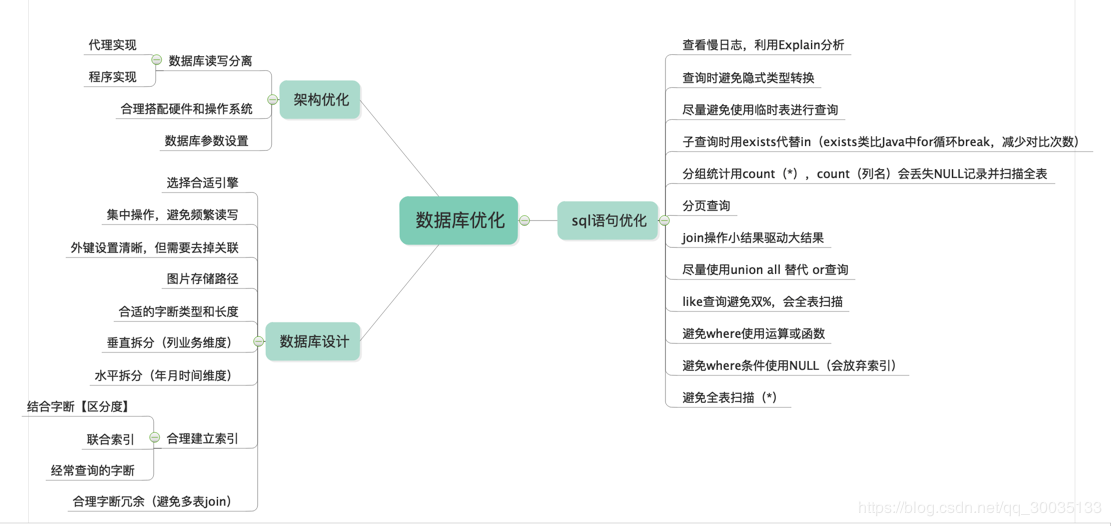 数据库优化
架构优化
数据库读写分离
代理实现
程序实现
合理搭配硬件和操作系统
数据库参数设置
数据库设计
选择合适引擎
集中操作，避免频繁读写
外键设置清晰，但需要去掉关联
图片存储路径
合适的字断类型和长度
垂直拆分（列业务维度）
水平拆分（年月时间维度）
合理建立索引
结合字断【区分度】
联合索引
经常查询的字断
合理字断冗余（避免多表join）
sql语句优化
查看慢日志，利用Explain分析
查询时避免隐式类型转换
尽量避免使用临时表进行查询
子查询时用exists代替in（exists类比Java中for循环break，减少对比次数）
分组统计用count（*），count（列名）会丢失NULL记录并扫描全表
分页查询
join操作小结果驱动大结果
尽量使用union all 替代 or查询
like查询避免双%，会全表扫描
避免where使用运算或函数
避免where条件使用NULL（会放弃索引）
避免全表扫描（*）
https://blog.csdn.net/qq_30035133